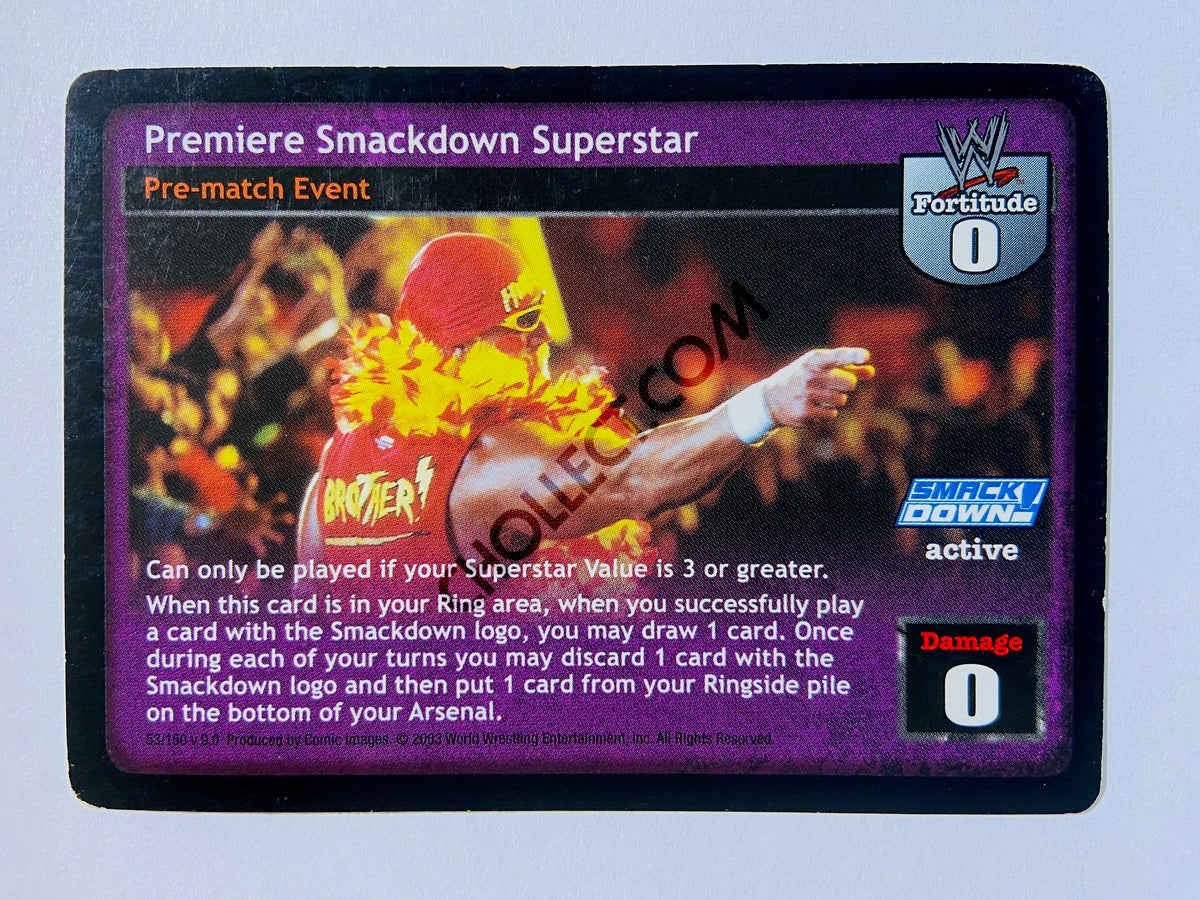 Premiere Smackdown Superstar
Pre-match Event
W
Fortitude
0
H
BROTHER!
CHOLLECT.COM
SMACK
DOWN!
active
Can only be played if your Superstar Value is 3 or greater.
When this card is in your Ring area, when you successfully play
a card with the Smackdown logo, you may draw 1 card. Once
during each of your turns you may discard 1 card with the
Smackdown logo and then put 1 card from your Ringside pile
on the bottom of your Arsenal.
Damage
0
53/150 v 9.0 Produced by Comic Images. © 2003 World Wrestling Entertainment, Inc. All Rights Reserved.